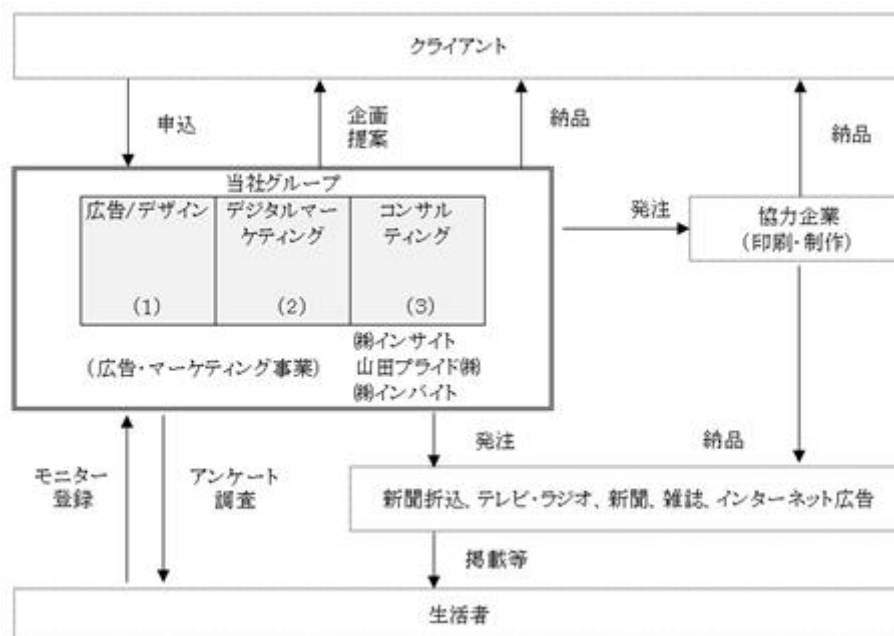 クライアント
申込
企画
提案
納品
納品
当社グループ
広告/デザイン
デジタルマー
ケティング
コンサル
ティング
(1)
(2)
(3)
(広告・マーケティング事業)
㈱インサイト
山田プライド㈱
㈱インバイト
発注
協力企業
(印刷・制作)
モニター
登録
アンケート
調査
発注
納品
新聞折込、テレビ・ラジオ、新聞、雑誌、インターネット広告
掲載等
生活者